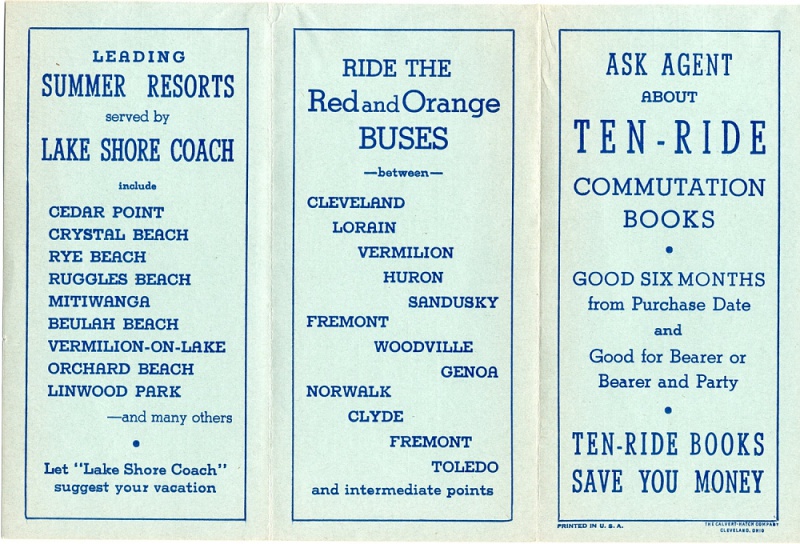 LEADING
SUMMER RESORTS
served by
LAKE SHORE COACH
include
CEDAR POINT
CRYSTAL BEACH
RYE BEACH
RUGGLES BEACH
MITIWANGA
BEULAH BEACH
VERMILION-ON-LAKE
ORCHARD BEACH
LINWOOD PARK
—and many others
•
Let "Lake Shore Coach"
suggest your vacation
RIDE THE
Red and Orange
BUSES
—between—
CLEVELAND
LORAIN
VERMILION
HURON
SANDUSKY
FREMONT
WOODVILLE
GENOA
NORWALK
CLYDE
FREMONT
TOLEDO
and intermediate points
ASK AGENT
ABOUT
TEN-RIDE
COMMUTATION
BOOKS
•
GOOD SIX MONTHS
from Purchase Date
and
Good for Bearer or
Bearer and Party
•
TEN-RIDE BOOKS
SAVE YOU MONEY
PRINTED IN U. S. A.
THE CALVERT-HATCH COMPANY
CLEVELAND, OHIO